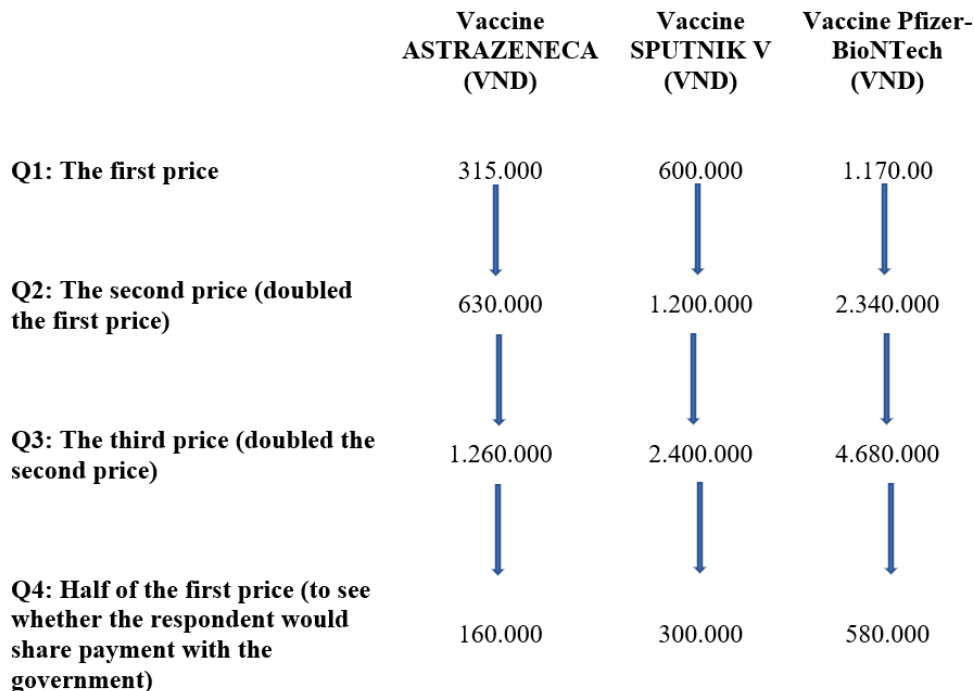 Vaccine ASTRAZENECA (VND)
Vaccine SPUTNIK V (VND)
Vaccine Pfizer-BioNTech (VND)
Q1: The first price
315.000
600.000
1.170.00
Q2: The second price (doubled
the first price)
630.000
1.200.000
2.340.000
Q3: The third price (doubled the
second price)
1.260.000
2.400.000
4.680.000
Q4: Half of the first price (to see
whether the respondent would
share payment with the
government)
160.000
300.000
580.000